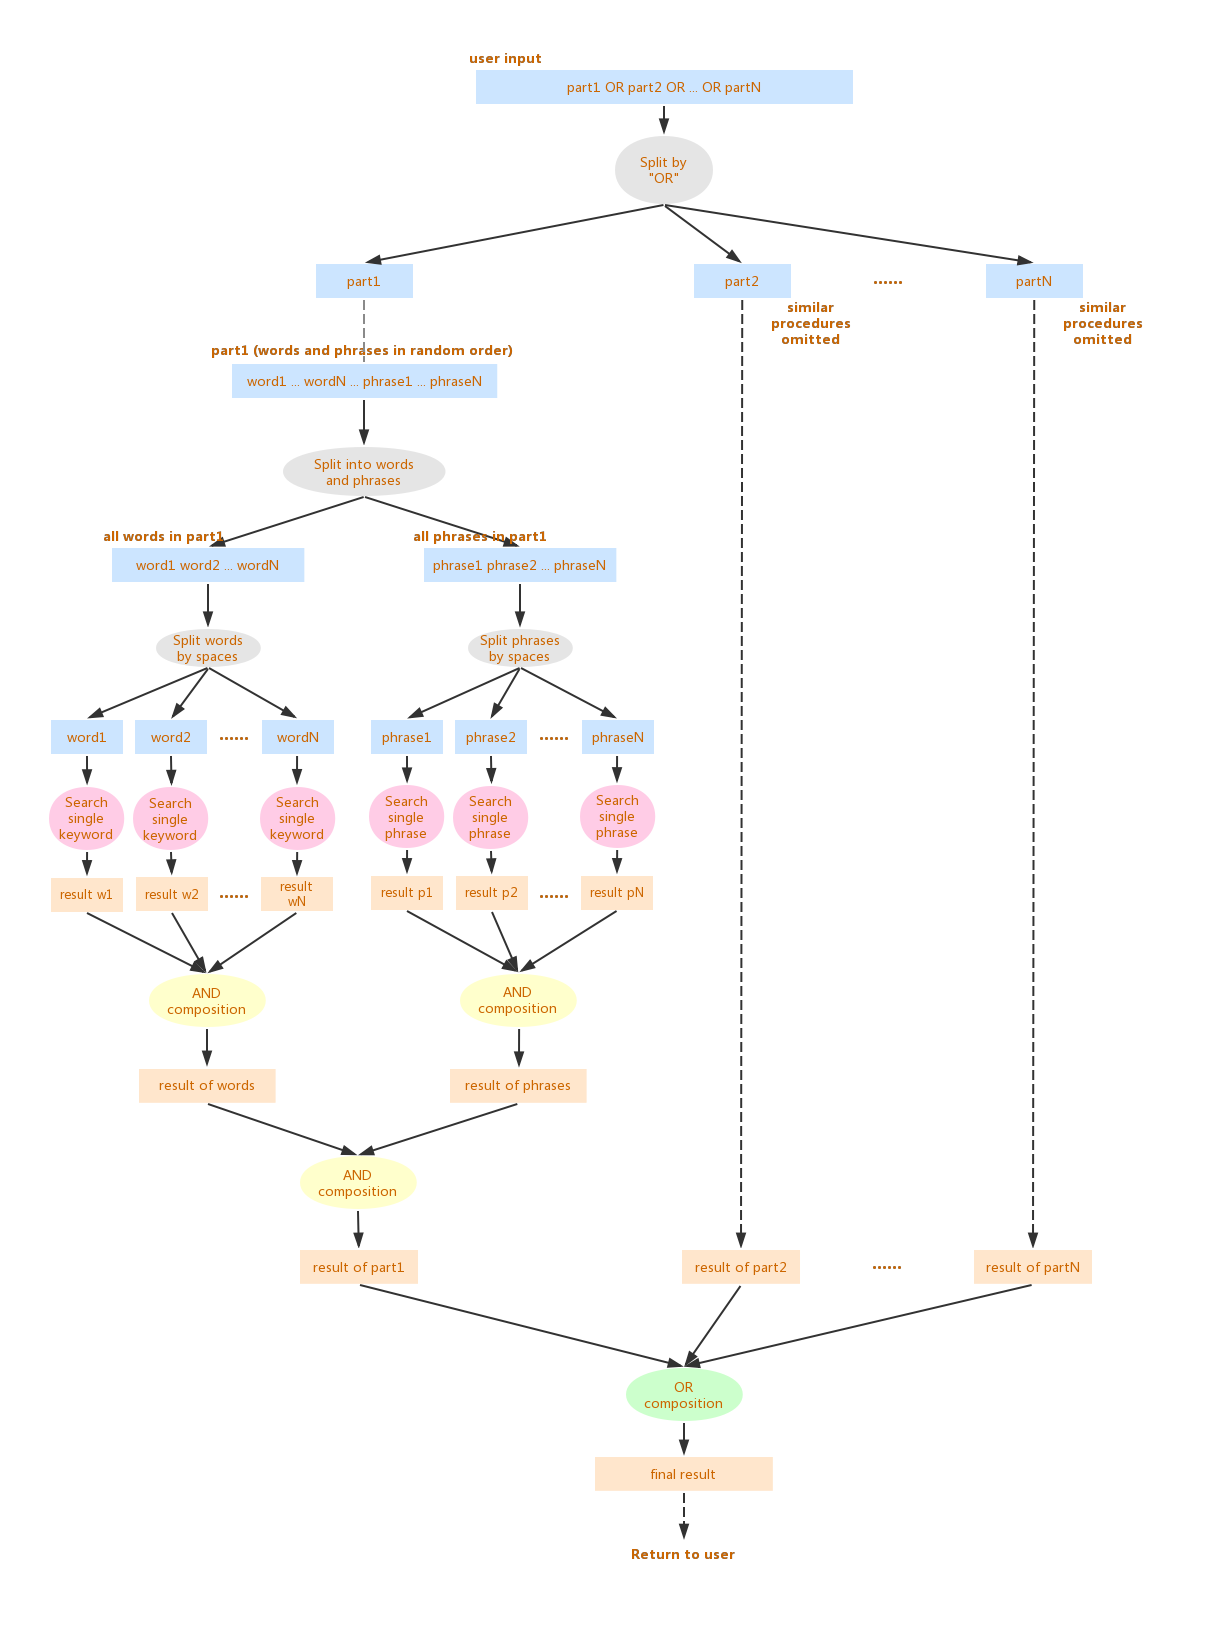 user input
part1 OR part2 OR ... OR partN
Split by
"OR"
part1
part2
......
partN
similar
procedures
omitted
similar
procedures
omitted
part1 (words and phrases in random order)
word1 ... wordN ... phrase1 ... phraseN
Split into words
and phrases
all words in part1
all phrases in part1
word1 word2 ... wordN
phrase1 phrase2 ... phraseN
Split words
by spaces
Split phrases
by spaces
word1
word2
......
wordN
phrase1
phrase2
......
phraseN
Search
single
keyword
Search
single
keyword
Search
single
keyword
Search
single
phrase
Search
single
phrase
Search
single
phrase
result w1
result w2
......
result
wN
result p1
result p2
......
result pN
AND
composition
AND
composition
result of words
result of phrases
AND
composition
result of part1
result of part2
......
result of partN
OR
composition
final result
Return to user